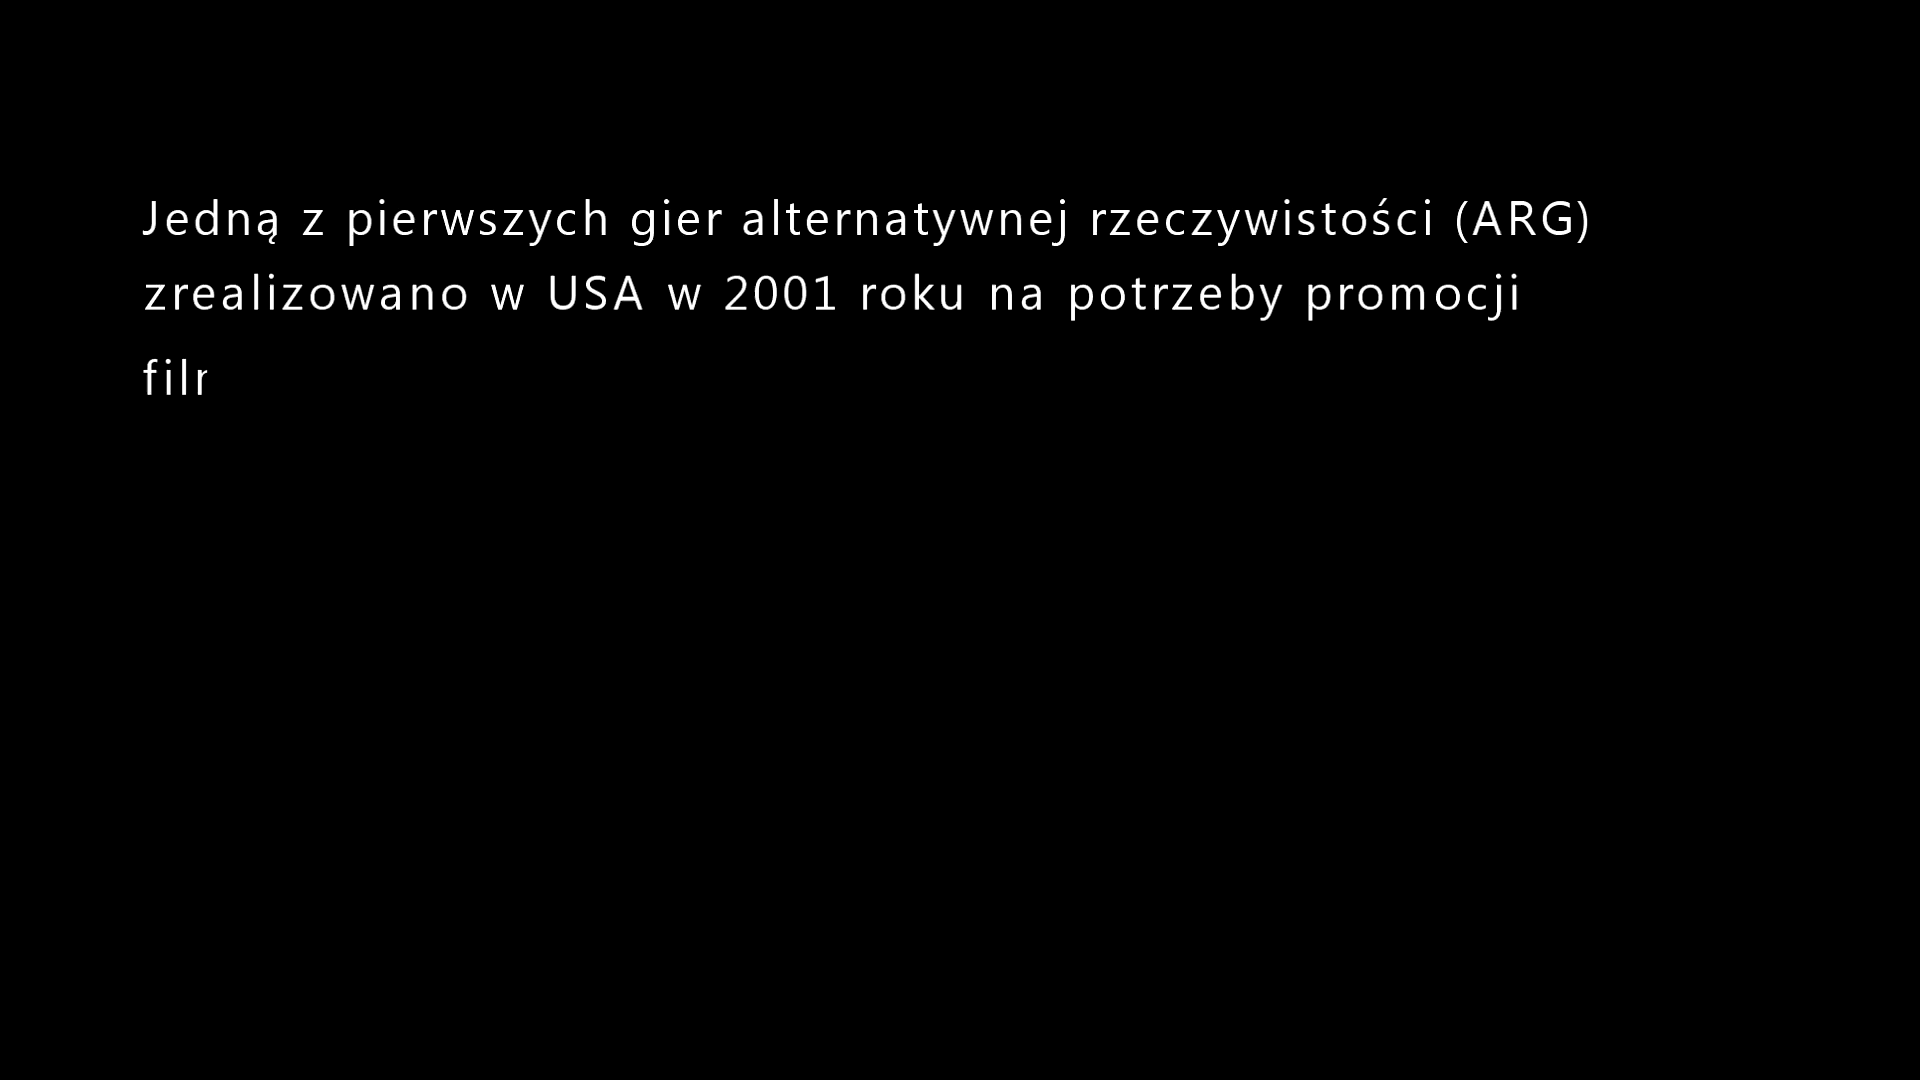 Jedną z pierwszych gier alternatywnej rzeczywistości (ARG)
zrealizowano w USA w 2001 roku na potrzeby promocji